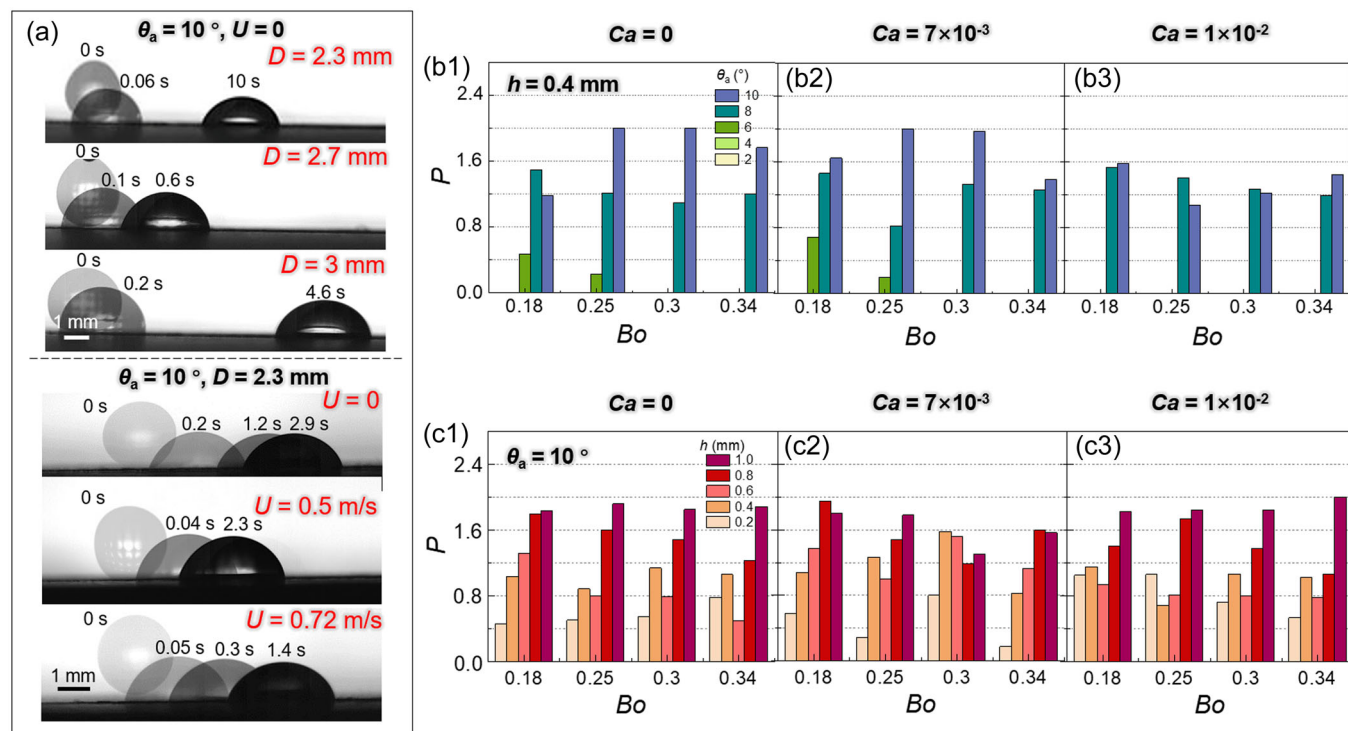 (a)
θa = 10 °, U = 0
0 s
D = 2.3 mm
0.06 s
10 s
0 s
D = 2.7 mm
0.1 s
0.6 s
0 s
D = 3 mm
0.2 s
4.6 s
1 mm
θa = 10 °, D = 2.3 mm
0 s
U = 0
0.2 s
1.2 s
2.9 s
0 s
U = 0.5 m/s
0.04 s
2.3 s
0 s
U = 0.72 m/s
0.05 s
0.3 s
1.4 s
1 mm
Ca = 0
Ca = 7×10⁻³
Ca = 1×10⁻²
(b1)
h = 0.4 mm
θa (°)
10
8
6
4
2
(b2)
(b3)
2.4
1.6
0.8
0.0
P
0.18 0.25 0.3 0.34
0.18 0.25 0.3 0.34
0.18 0.25 0.3 0.34
Bo
Bo
Bo
Ca = 0
Ca = 7×10⁻³
Ca = 1×10⁻²
(c1)
θa = 10 °
h (mm)
1.0
0.8
0.6
0.4
0.2
(c2)
(c3)
2.4
1.6
0.8
0.0
P
0.18 0.25 0.3 0.34
0.18 0.25 0.3 0.34
0.18 0.25 0.3 0.34
Bo
Bo
Bo